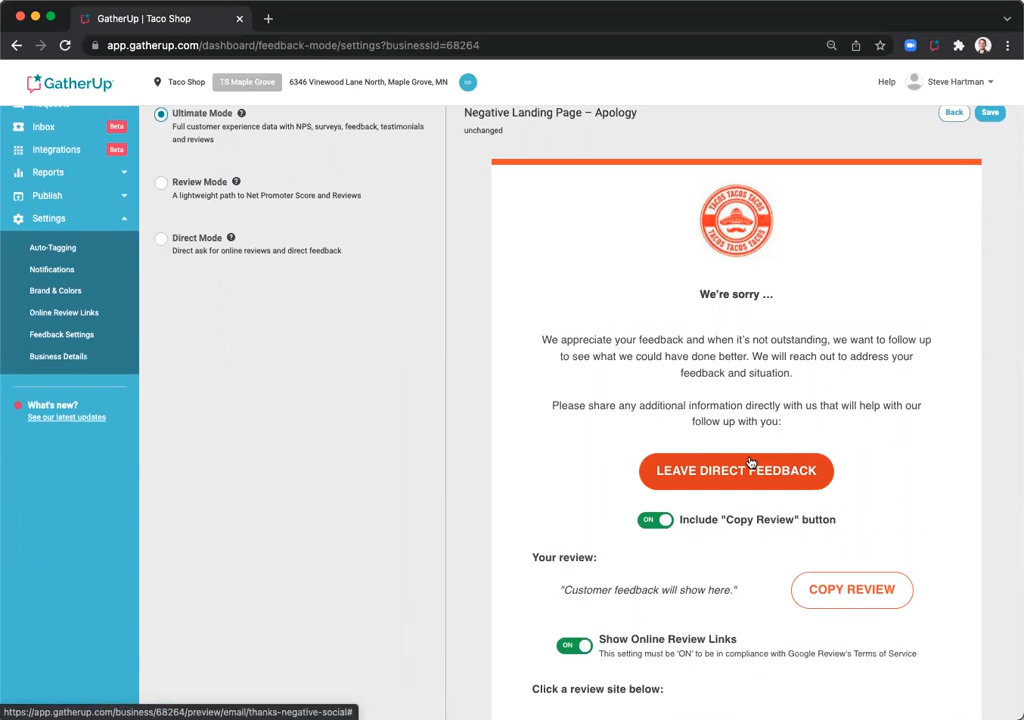 GatherUp | Taco Shop
app.gatherup.com/dashboard/feedback-mode/settings?businessId=68264
GatherUp
Taco Shop
TS Maple Grove
6346 Vinewood Lane North, Maple Grove, MN
Help
Steve Hartman
Requests
Inbox
Beta
Integrations
Beta
Reports
Publish
Settings
Auto-Tagging
Notifications
Brand & Colors
Online Review Links
Feedback Settings
Business Details
What's new?
See our latest updates
Ultimate Mode
Full customer experience data with NPS, surveys, feedback, testimonials
and reviews
Review Mode
A lightweight path to Net Promoter Score and Reviews
Direct Mode
Direct ask for online reviews and direct feedback
Negative Landing Page – Apology
unchanged
Back
Save
TACOS TACOS TACOS
TACOS TACOS TACOS
We're sorry ...
We appreciate your feedback and when it's not outstanding, we want to follow up
to see what we could have done better. We will reach out to address your
feedback and situation.
Please share any additional information directly with us that will help with our
follow up with you:
LEAVE DIRECT FEEDBACK
ON
Include "Copy Review" button
Your review:
"Customer feedback will show here."
COPY REVIEW
ON
Show Online Review Links
This setting must be 'ON' to be in compliance with Google Review's Terms of Service
Click a review site below:
https://app.gatherup.com/business/68264/preview/email/thanks-negative-social#